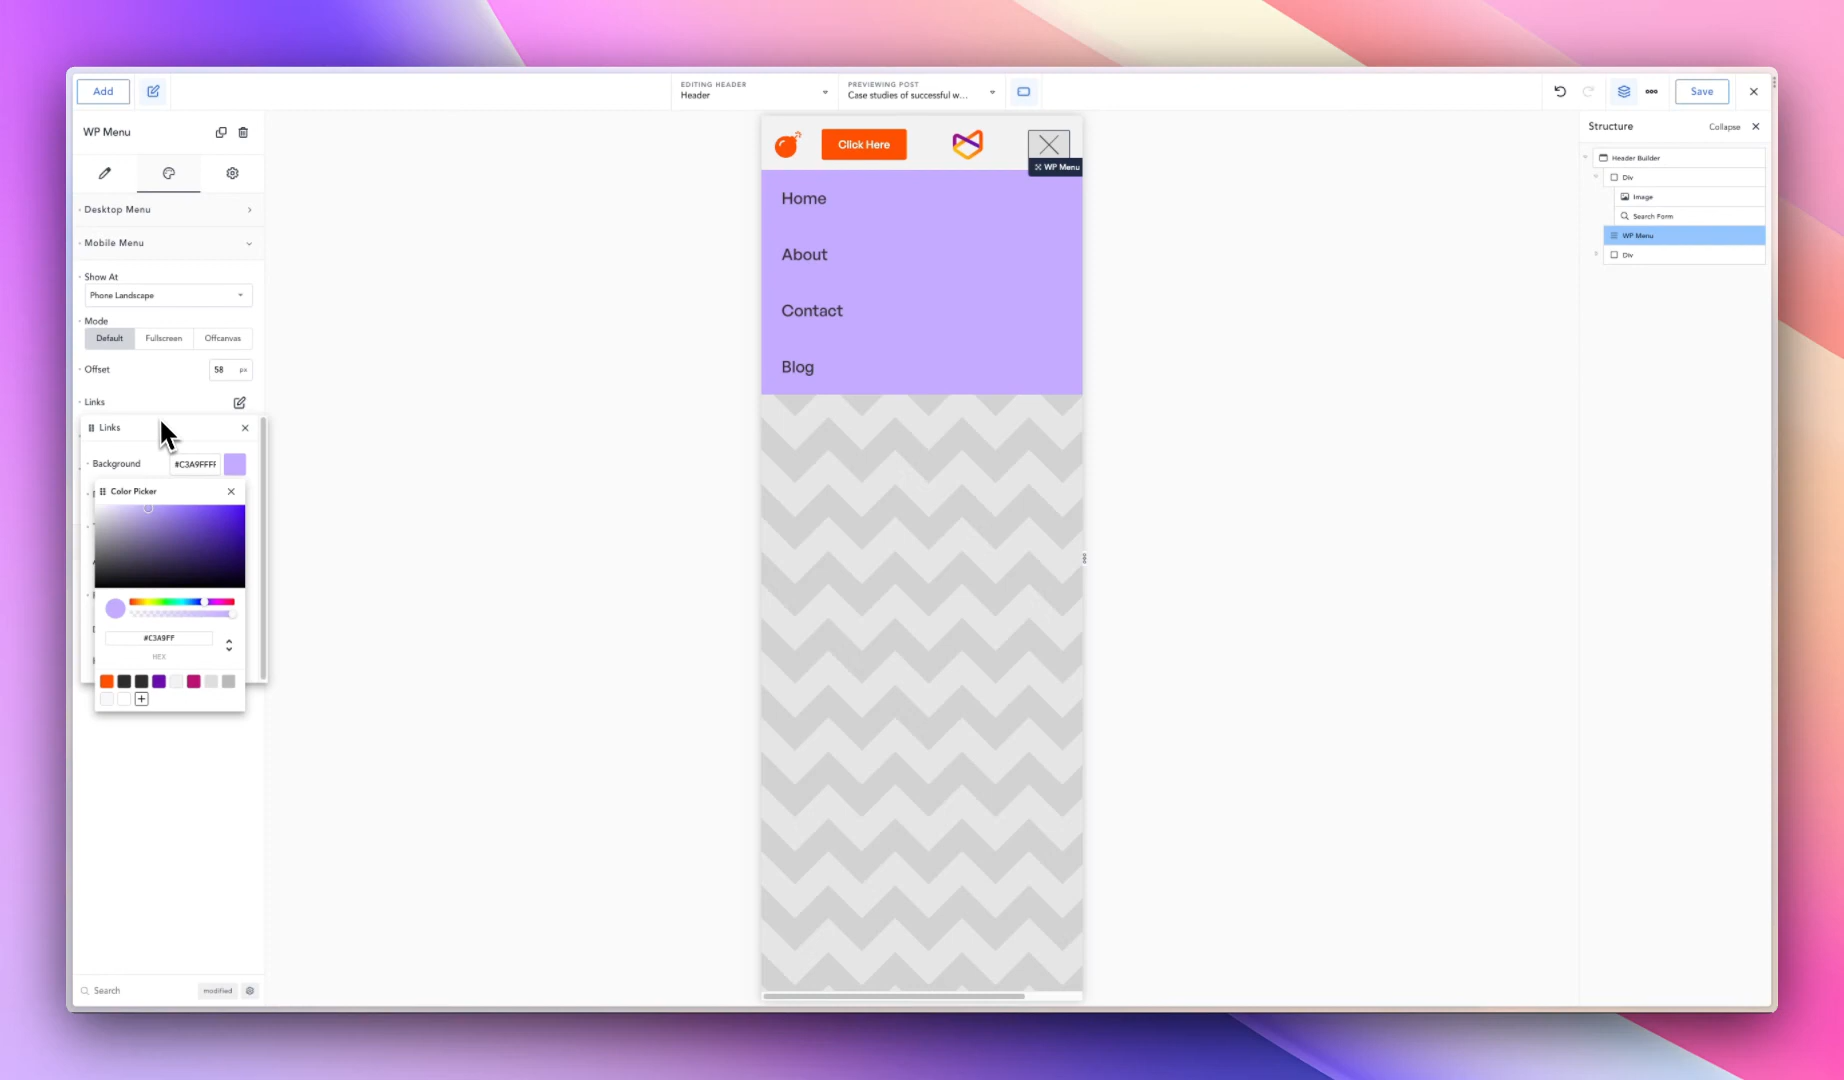 Add
EDITING HEADER
Header
PREVIEWING POST
Case studies of successful w...
Save
WP Menu
Desktop Menu
Mobile Menu
Show At
Phone Landscape
Mode
Default Fullscreen Offcanvas
Offset 58 px
Links
Links
Background #C3A9FFFF
Color Picker
#C3A9FF
HEX
Search modified
Click Here
WP Menu
Home
About
Contact
Blog
Structure Collapse
Header Builder
Div
Image
Search Form
WP Menu
Div